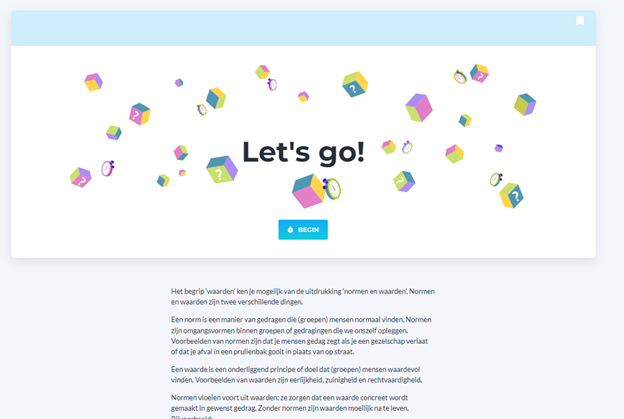 Let's go!
BEGIN
Het begrip 'waarden' ken je mogelijk van de uitdrukking 'normen en waarden'. Normen
en waarden zijn twee verschillende dingen.
Een norm is een manier van gedragen die (groepen) mensen normaal vinden. Normen
zijn omgangsvormen binnen groepen of gedragingen die we onszelf opleggen.
Voorbeelden van normen zijn dat je mensen gedag zegt als je een gezelschap verlaat
of dat je afval in een prullenbak gooit in plaats van op straat.
Een waarde is een onderliggend principe of doel dat (groepen) mensen waardevol
vinden. Voorbeelden van waarden zijn eerlijkheid, zuinigheid en rechtvaardigheid.
Normen vloeien voort uit waarden: ze zorgen dat een waarde concreet wordt
gemaakt in gewenst gedrag. Zonder normen zijn waarden moeilijk na te leven.